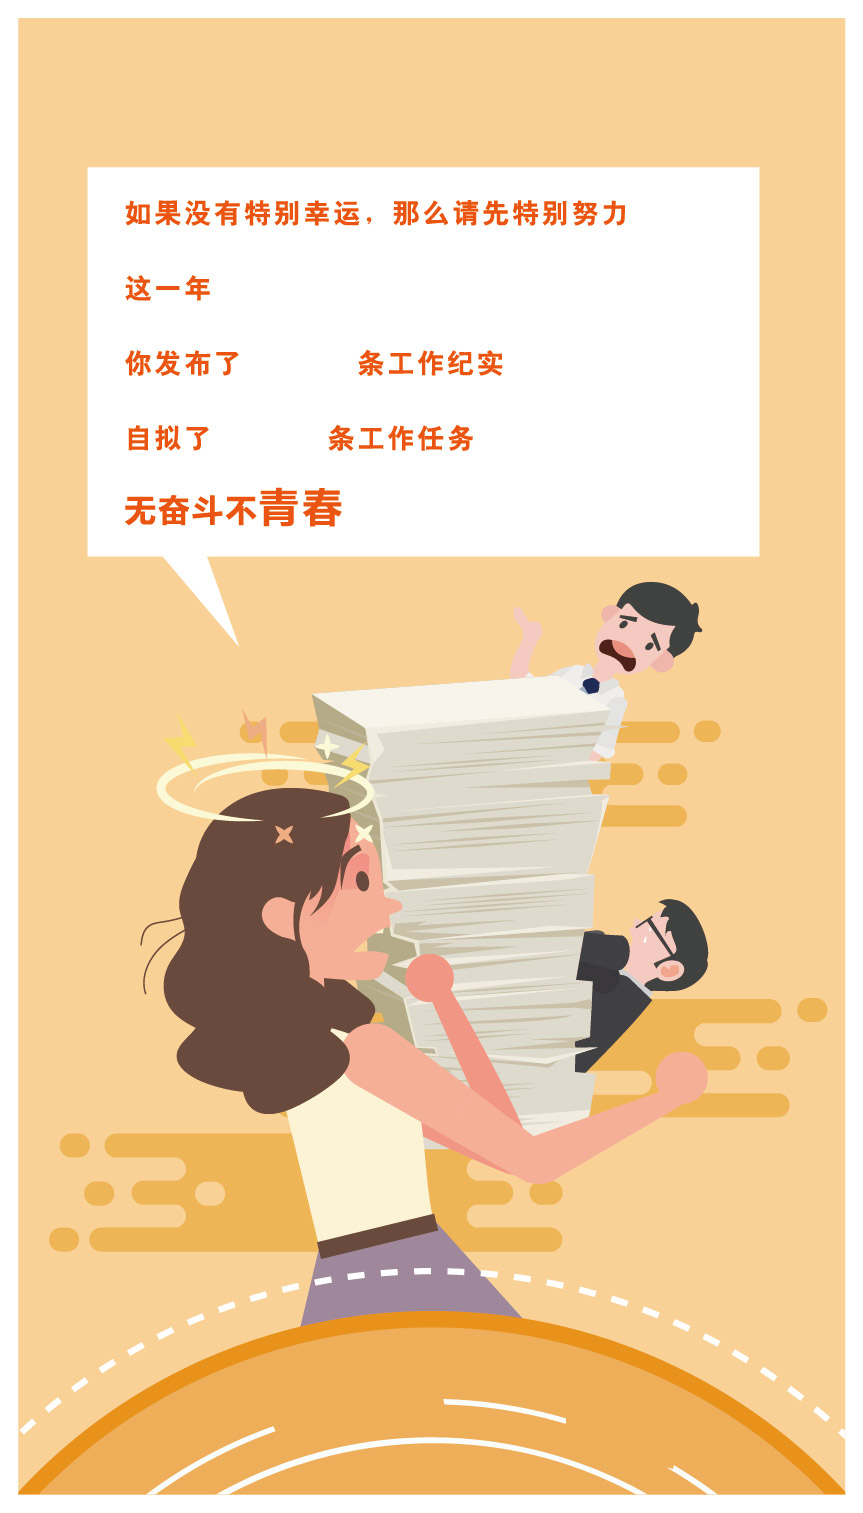 如果没有特别幸运，那么请先特别努力
这一年
你发布了 条工作纪实
自拟了 条工作任务
无奋斗不青春